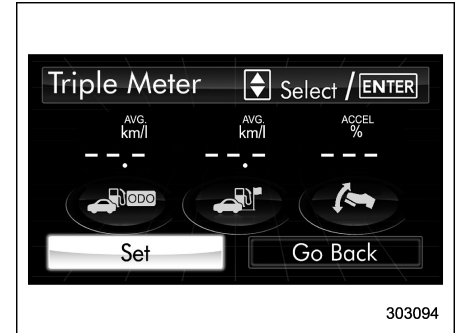 Triple Meter Select / ENTER
AVG. AVG. ACCEL
km/l km/l %
--.- --.- ---
ODO
Set Go Back
303094